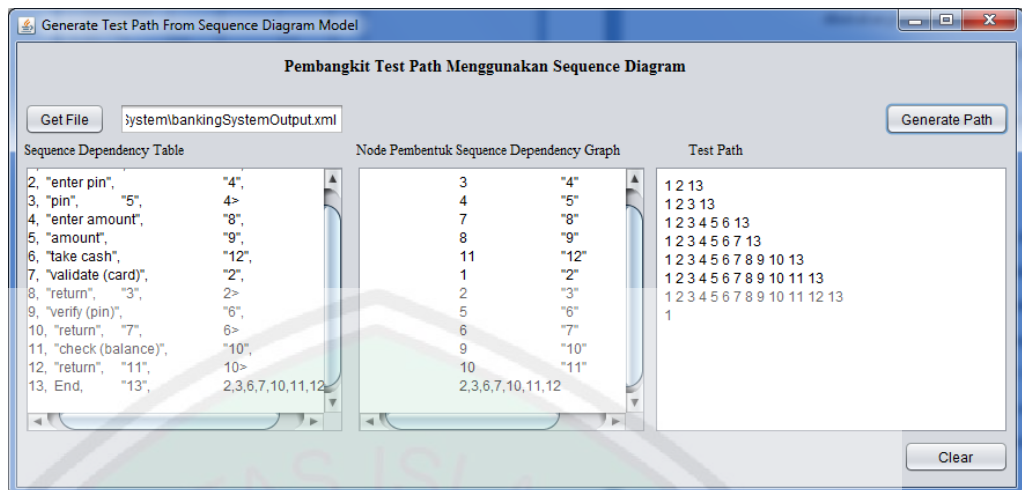 Generate Test Path From Sequence Diagram Model
Pembangkit Test Path Menggunakan Sequence Diagram
Get File
System\bankingSystemOutput.xml
Generate Path
Sequence Dependency Table
Node Pembentuk Sequence Dependency Graph
Test Path
2, "enter pin", "4",
3, "pin", "5", 4>
4, "enter amount", "8",
5, "amount", "9",
6, "take cash", "12",
7, "validate (card)", "2",
8, "return", "3", 2>
9, "verify (pin)", "6",
10, "return", "7", 6>
11, "check (balance)", "10",
12, "return", "11", 10>
13, End, "13", 2,3,6,7,10,11,12
3 "4"
4 "5"
7 "8"
8 "9"
11 "12"
1 "2"
2 "3"
5 "6"
6 "7"
9 "10"
10 "11"
2,3,6,7,10,11,12
1 2 13
1 2 3 13
1 2 3 4 5 6 13
1 2 3 4 5 6 7 13
1 2 3 4 5 6 7 8 9 10 13
1 2 3 4 5 6 7 8 9 10 11 13
1 2 3 4 5 6 7 8 9 10 11 12 13
1
Clear